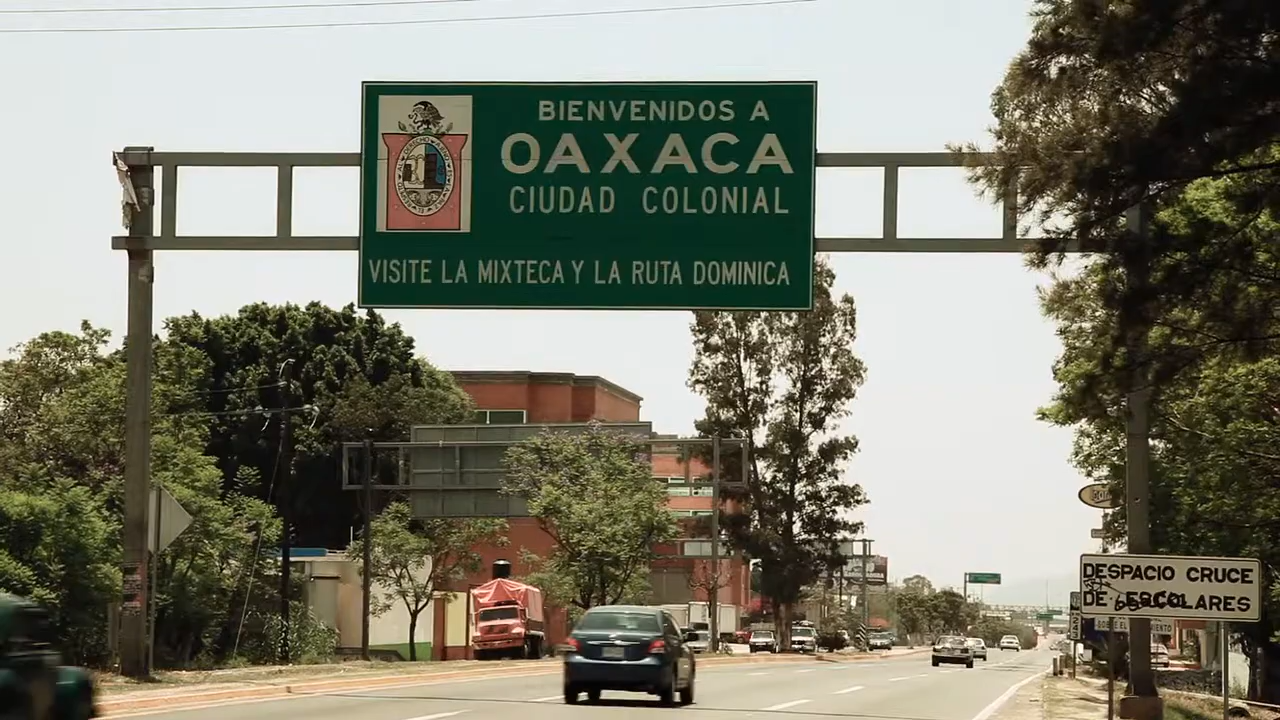 BIENVENIDOS A
OAXACA
CIUDAD COLONIAL
VISITE LA MIXTECA Y LA RUTA DOMINICA
DESPACIO CRUCE
DE ESCOLARES